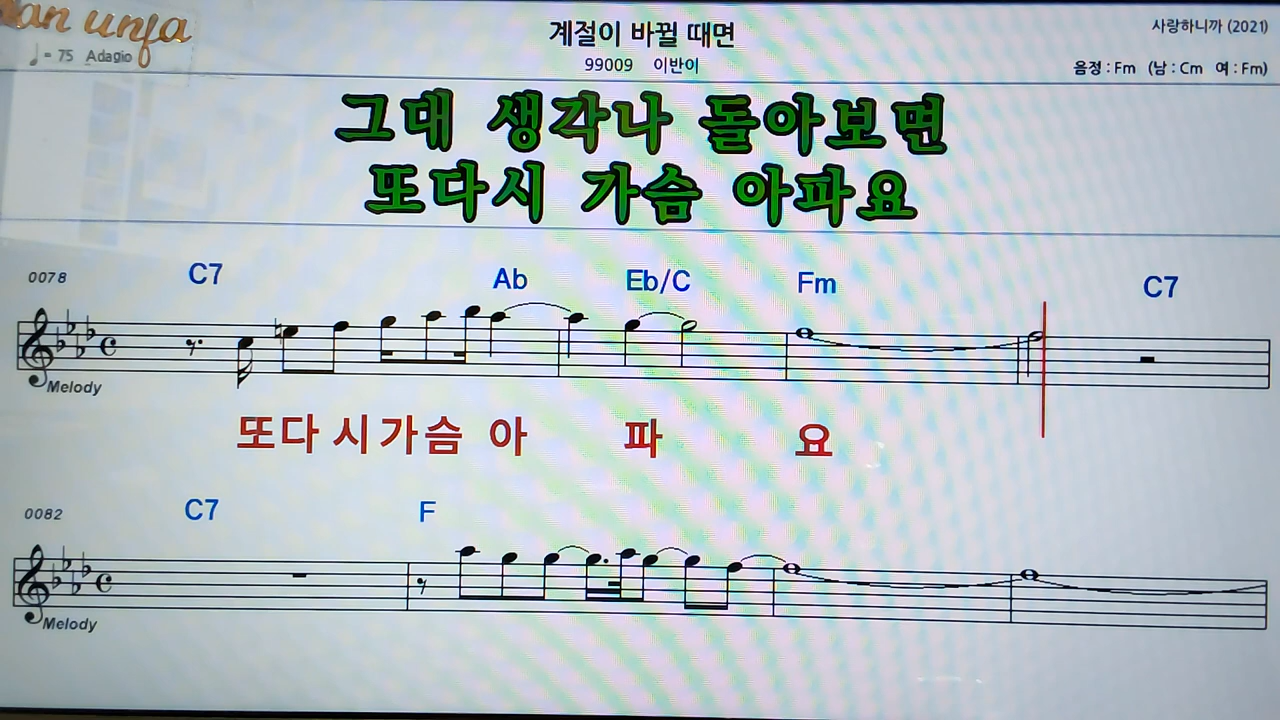 계절이 바뀔 때면
사랑하니까 (2021)
♩= 75 Adagio
99009 이반이
음정 : Fm (남 : Cm 여 : Fm)
그대 생각나 돌아보면
또다시 가슴 아파요
0078 C7 Ab Eb/C Fm C7
Melody
또다시가슴 아 파 요
0082 C7 F
Melody